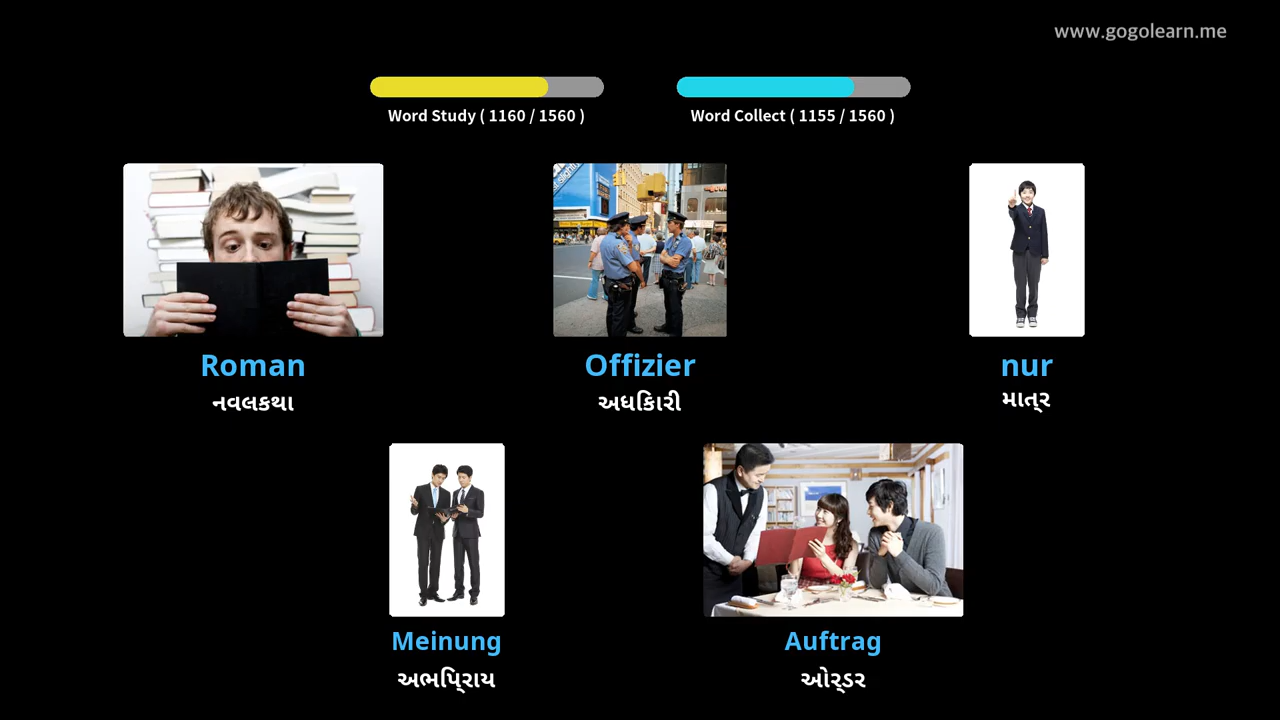 www.gogolearn.me
Word Study ( 1160 / 1560 )
Word Collect ( 1155 / 1560 )
Roman
Offizier
nur
નવલકથા
અધિકારી
માત્ર
Meinung
Auftrag
અભિપ્રાય
ઓર્ડર